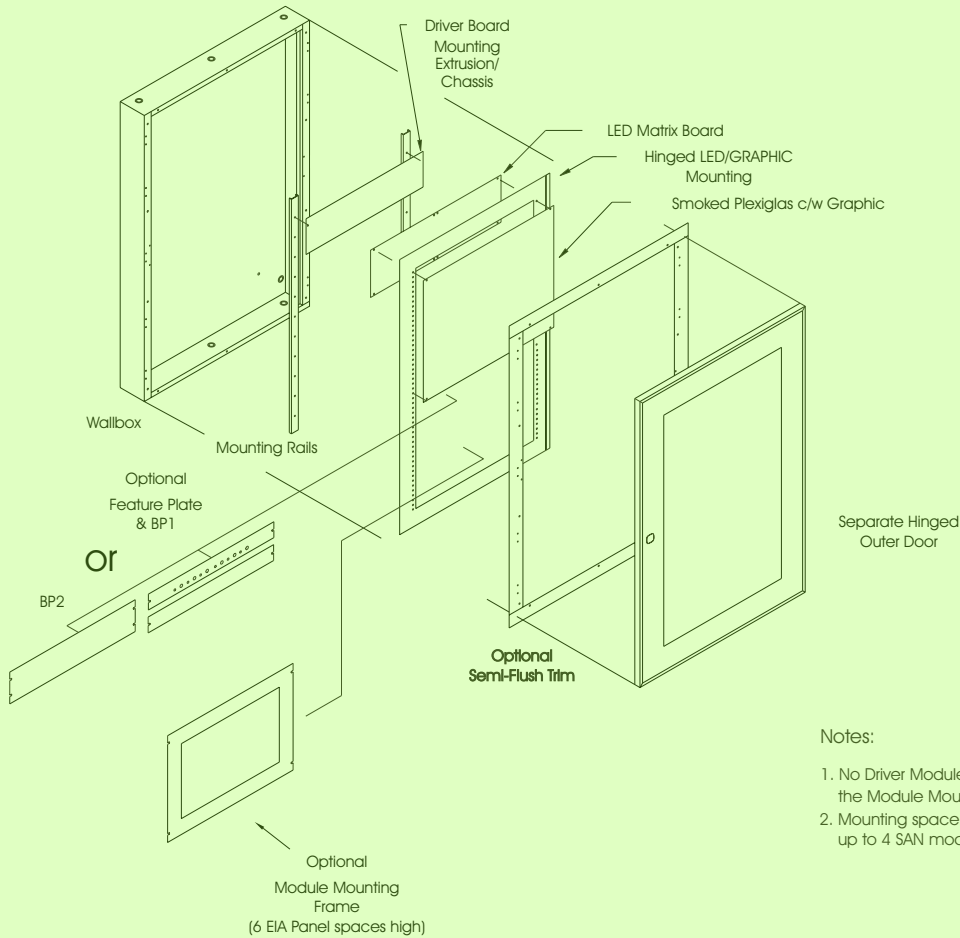 Driver Board
Mounting
Extrusion/
Chassis
LED Matrix Board
Hinged LED/GRAPHIC
Mounting
Smoked Plexiglas c/w Graphic
Wallbox
Mounting Rails
Optional
Feature Plate
& BP1
or
BP2
Separate Hinged
Outer Door
Optional
Semi-Flush Trim
Notes:
1. No Driver Module
the Module Mou
2. Mounting space
up to 4 SAN mod
Optional
Module Mounting
Frame
(6 EIA Panel spaces high)